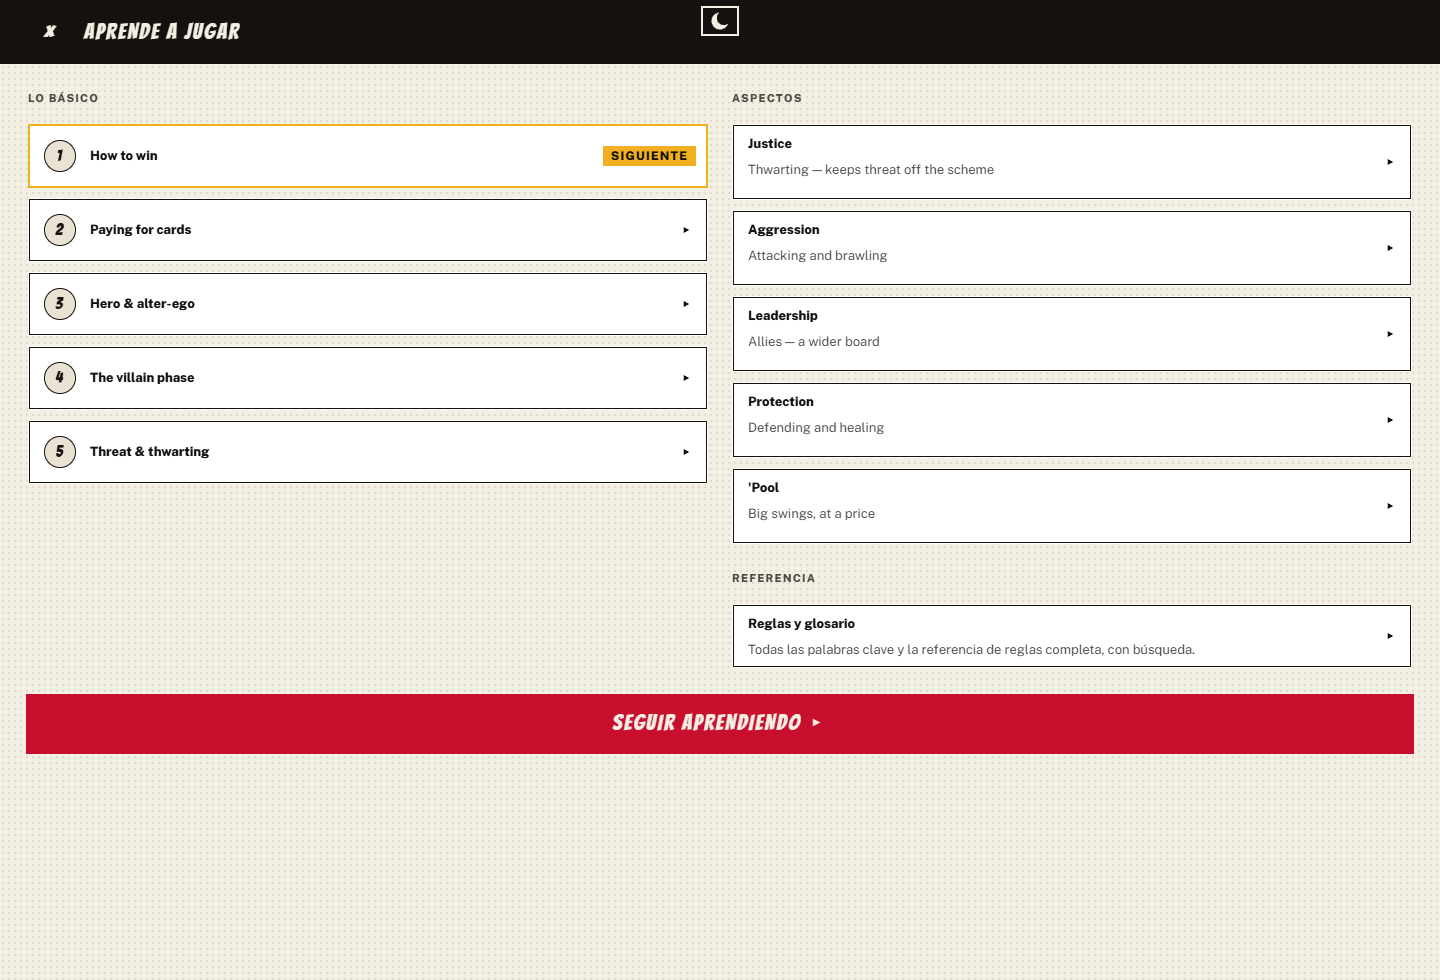 x APRENDE A JUGAR
LO BÁSICO
1 How to win SIGUIENTE
2 Paying for cards
3 Hero & alter-ego
4 The villain phase
5 Threat & thwarting
ASPECTOS
Justice
Thwarting — keeps threat off the scheme
Aggression
Attacking and brawling
Leadership
Allies — a wider board
Protection
Defending and healing
'Pool
Big swings, at a price
REFERENCIA
Reglas y glosario
Todas las palabras clave y la referencia de reglas completa, con búsqueda.
SEGUIR APRENDIENDO